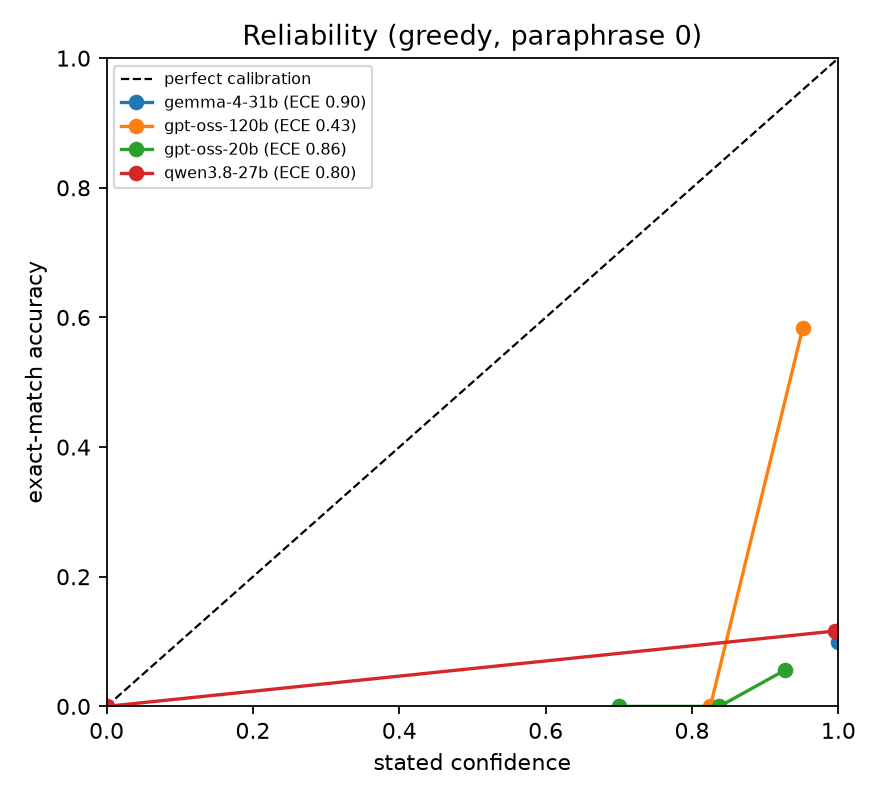 Reliability (greedy, paraphrase 0)
perfect calibration
gemma-4-31b (ECE 0.90)
gpt-oss-120b (ECE 0.43)
gpt-oss-20b (ECE 0.86)
qwen3.8-27b (ECE 0.80)
exact-match accuracy
1.0
0.8
0.6
0.4
0.2
0.0
0.0 0.2 0.4 0.6 0.8 1.0
stated confidence